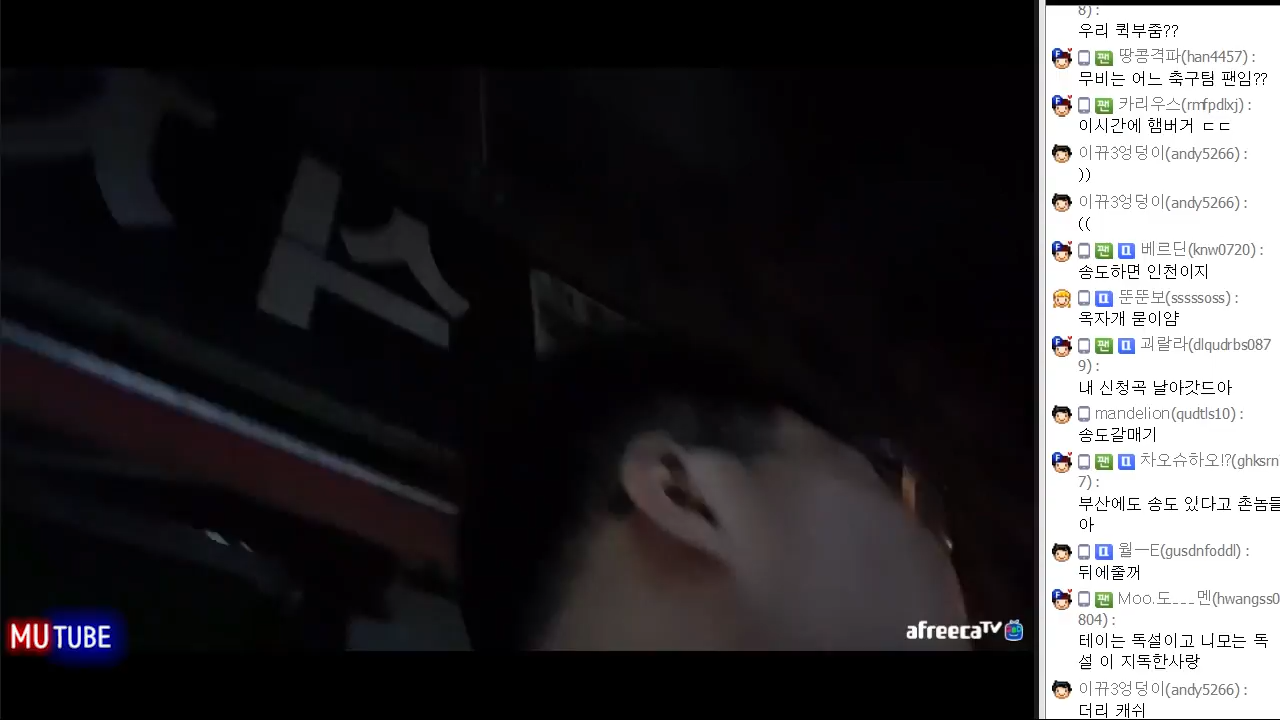 8) :
우리 퀵부줌??
팬 땅콩격파(han4457) :
무비는 어느 축구팀 팬임??
팬 카리우스(rmfpdlxj) :
이시간에 햄버거 ㄷㄷ
이뀨3엉덩이(andy5266) :
))
이뀨3엉덩이(andy5266) :
((
팬 베르딘(knw0720) :
송도하면 인천이지
뚠뚠보(sssssoss) :
옥자개 묻이얌
팬 괴랄라(dlqudrbs087
9) :
내 신청곡 날아갓드아
mandelion(qudtls10) :
송도갈매기
팬 차오슈하오!?(ghksrn
7) :
부산에도 송도 있다고 촌놈들
아
월ㅡE(gusdnfoddl) :
뒤에줄꺼
팬 Moo.도___멘(hwangss0
804) :
테이는 독설이고 니모는 독
설 이 지독한사랑
이뀨3엉덩이(andy5266) :
더리 캐쉬
MUTUBE
afreecaTV